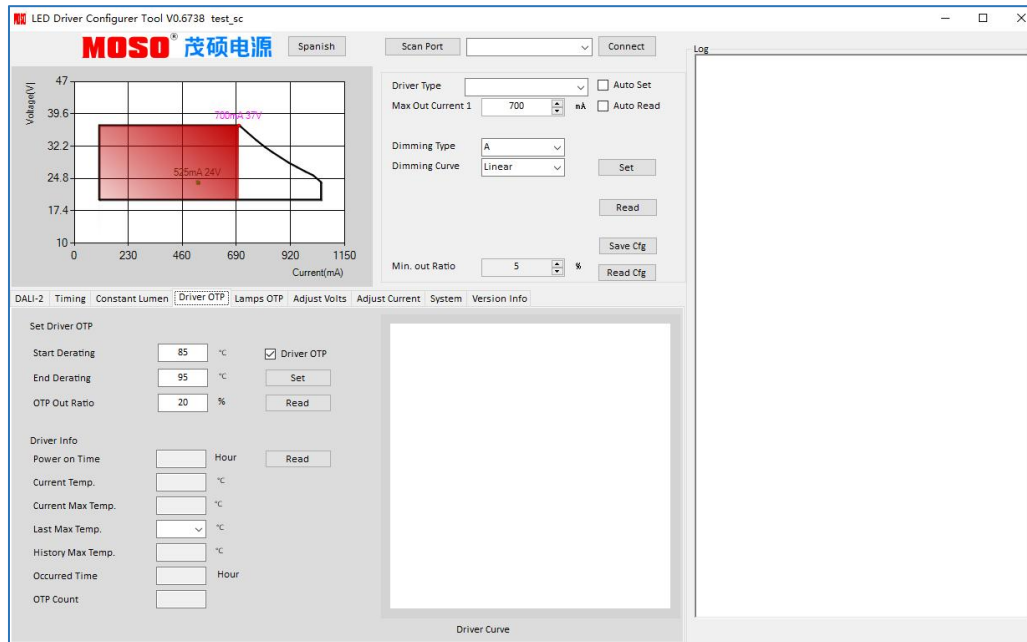 LED Driver Configurer Tool V0.6738 test_sc
MOSO® 茂硕电源
Spanish
Scan Port
Connect
Log
Voltage(V)
47
39.6
32.2
24.8
17.4
10
700mA 37V
525mA 24V
0 230 460 690 920 1150
Current(mA)
Driver Type
Auto Set
Max Out Current 1 700 mA
Auto Read
Dimming Type A
Dimming Curve Linear
Set
Read
Save Cfg
Min. out Ratio 5 %
Read Cfg
DALI-2 Timing Constant Lumen Driver OTP Lamps OTP Adjust Volts Adjust Current System Version Info
Set Driver OTP
Start Derating 85 °C Driver OTP
End Derating 95 °C Set
OTP Out Ratio 20 % Read
Driver Info
Power on Time Hour Read
Current Temp. °C
Current Max Temp. °C
Last Max Temp. °C
History Max Temp. °C
Occurred Time Hour
OTP Count
Driver Curve